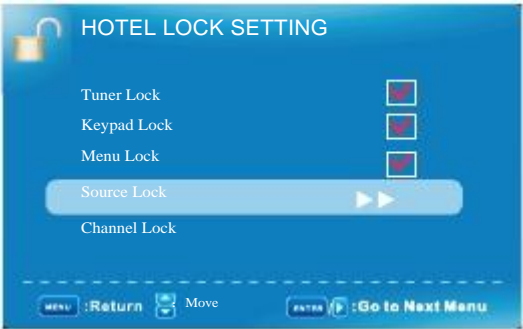 HOTEL LOCK SETTING
Tuner Lock
Keypad Lock
Menu Lock
Source Lock
Channel Lock
MENU :Return Move ENTER / :Go to Next Menu